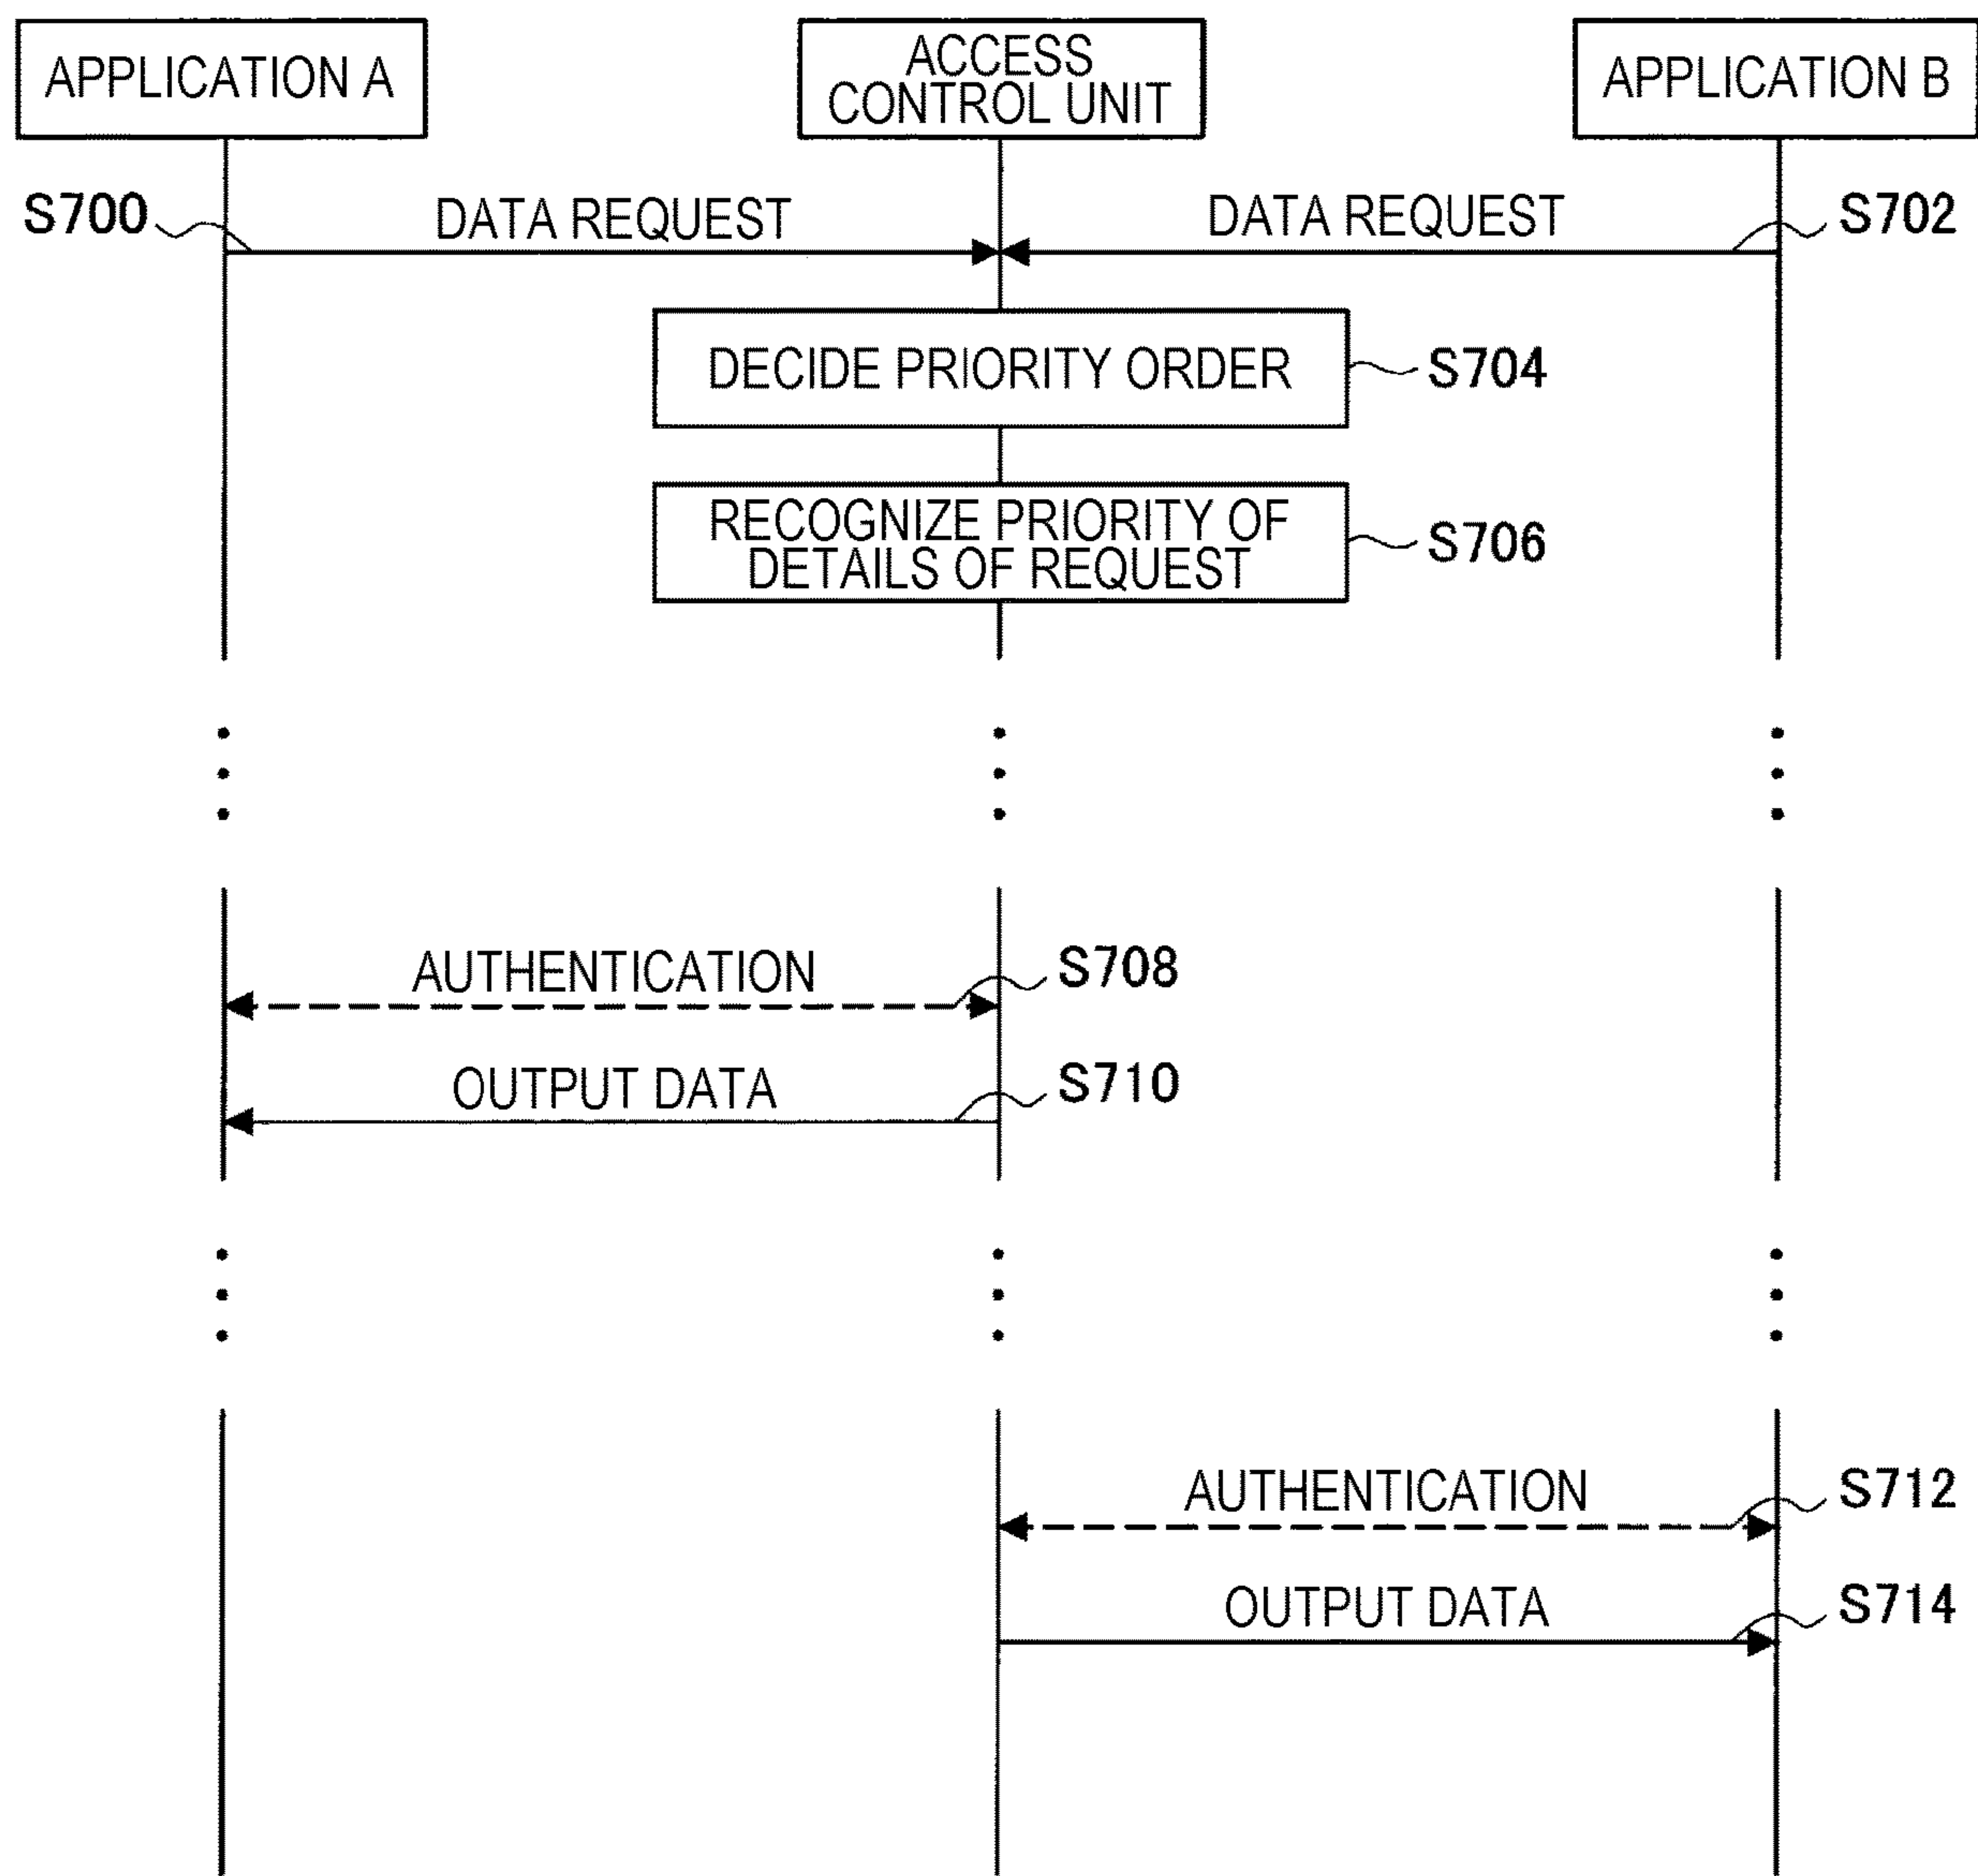 APPLICATION A
ACCESS
CONTROL UNIT
APPLICATION B
S700
DATA REQUEST
DATA REQUEST
S702
DECIDE PRIORITY ORDER
S704
RECOGNIZE PRIORITY OF
DETAILS OF REQUEST
S706
AUTHENTICATION
S708
OUTPUT DATA
S710
AUTHENTICATION
S712
OUTPUT DATA
S714